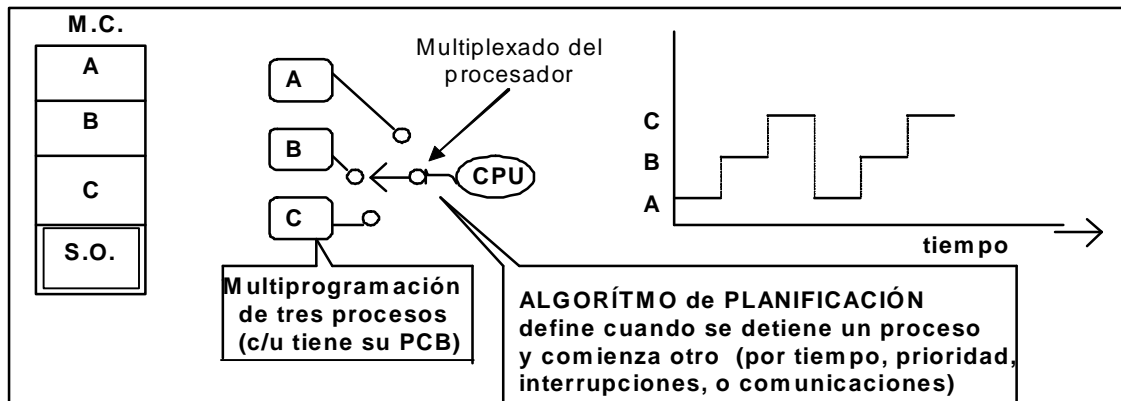 M.C.
A
B
C
S.O.
A
B
C
Multiplexado del
procesador
CPU
Multiprogramación
de tres procesos
(c/u tiene su PCB)
ALGORÍTMO de PLANIFICACIÓN
define cuando se detiene un proceso
y comienza otro (por tiempo, prioridad,
interrupciones, o comunicaciones)
C
B
A
tiempo